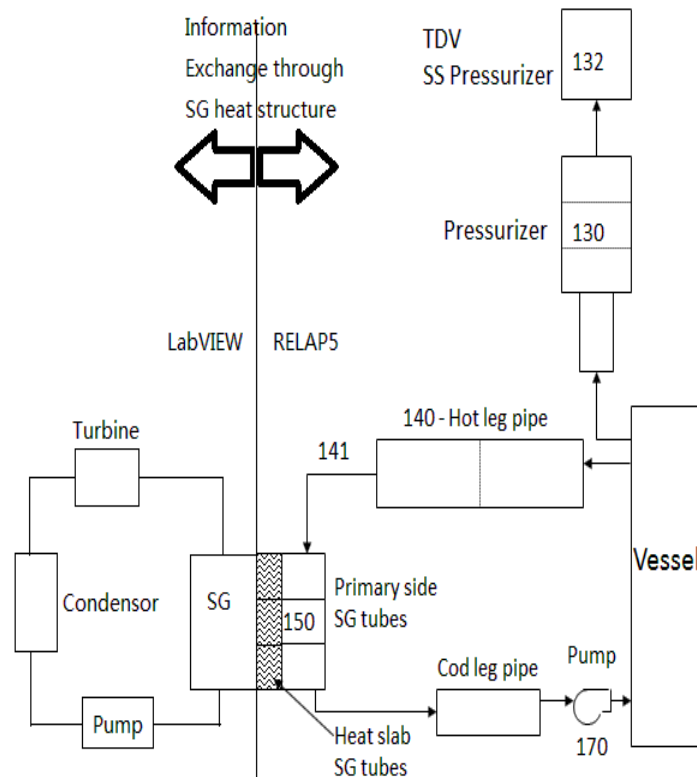 Information
Exchange through
SG heat structure
TDV
SS Pressurizer
132
Pressurizer
130
LabVIEW
RELAP5
Turbine
141
140 - Hot leg pipe
Condensor
SG
150
Primary side
SG tubes
Vessel
Cod leg pipe
Pump
170
Pump
Heat slab
SG tubes